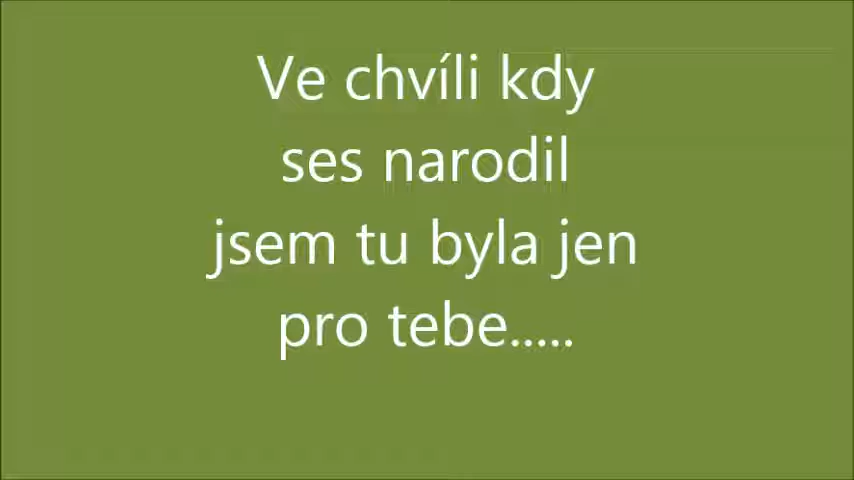 Ve chvíli kdy
ses narodil
jsem tu byla jen
pro tebe.....